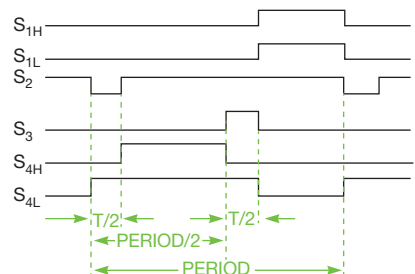 S1H
S1L
S2
S3
S4H
S4L
T/2 T/2
PERIOD/2
PERIOD